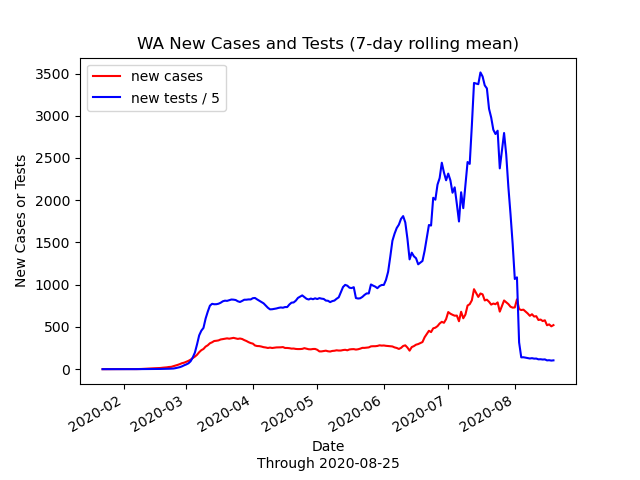 WA New Cases and Tests (7-day rolling mean)
new cases
new tests / 5
3500
3000
2500
2000
1500
1000
500
0
New Cases or Tests
2020-02
2020-03
2020-04
2020-05
2020-06
2020-07
2020-08
Date
Through 2020-08-25